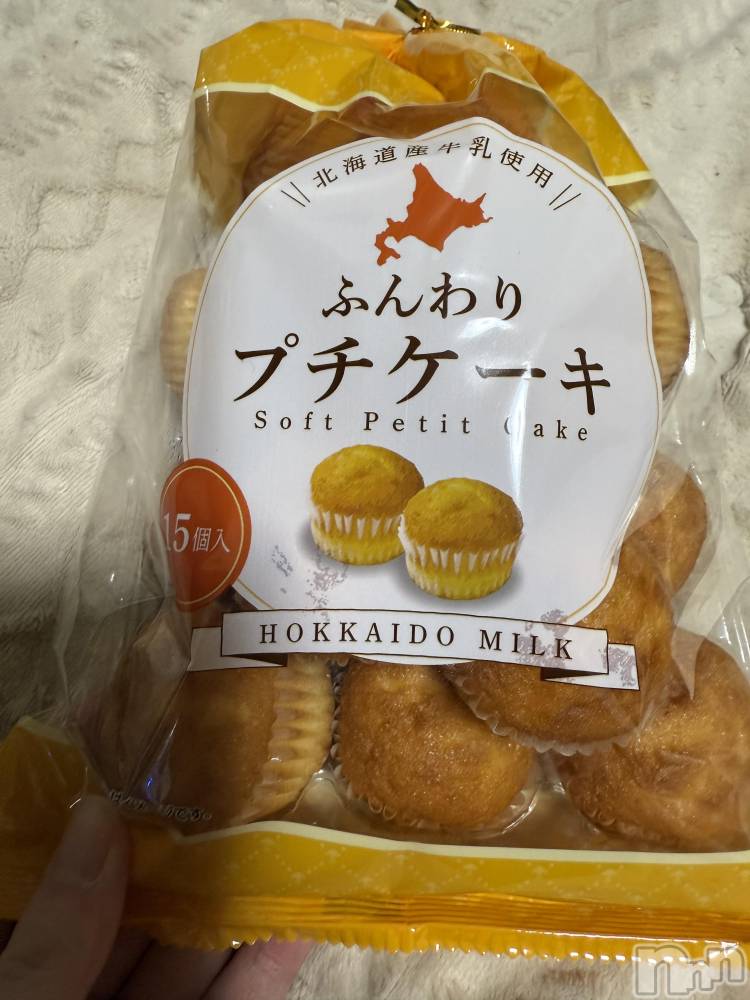 北海道産牛乳使用
ふんわり
プチケーキ
Soft Petit Cake
15個入
HOKKAIDO MILK